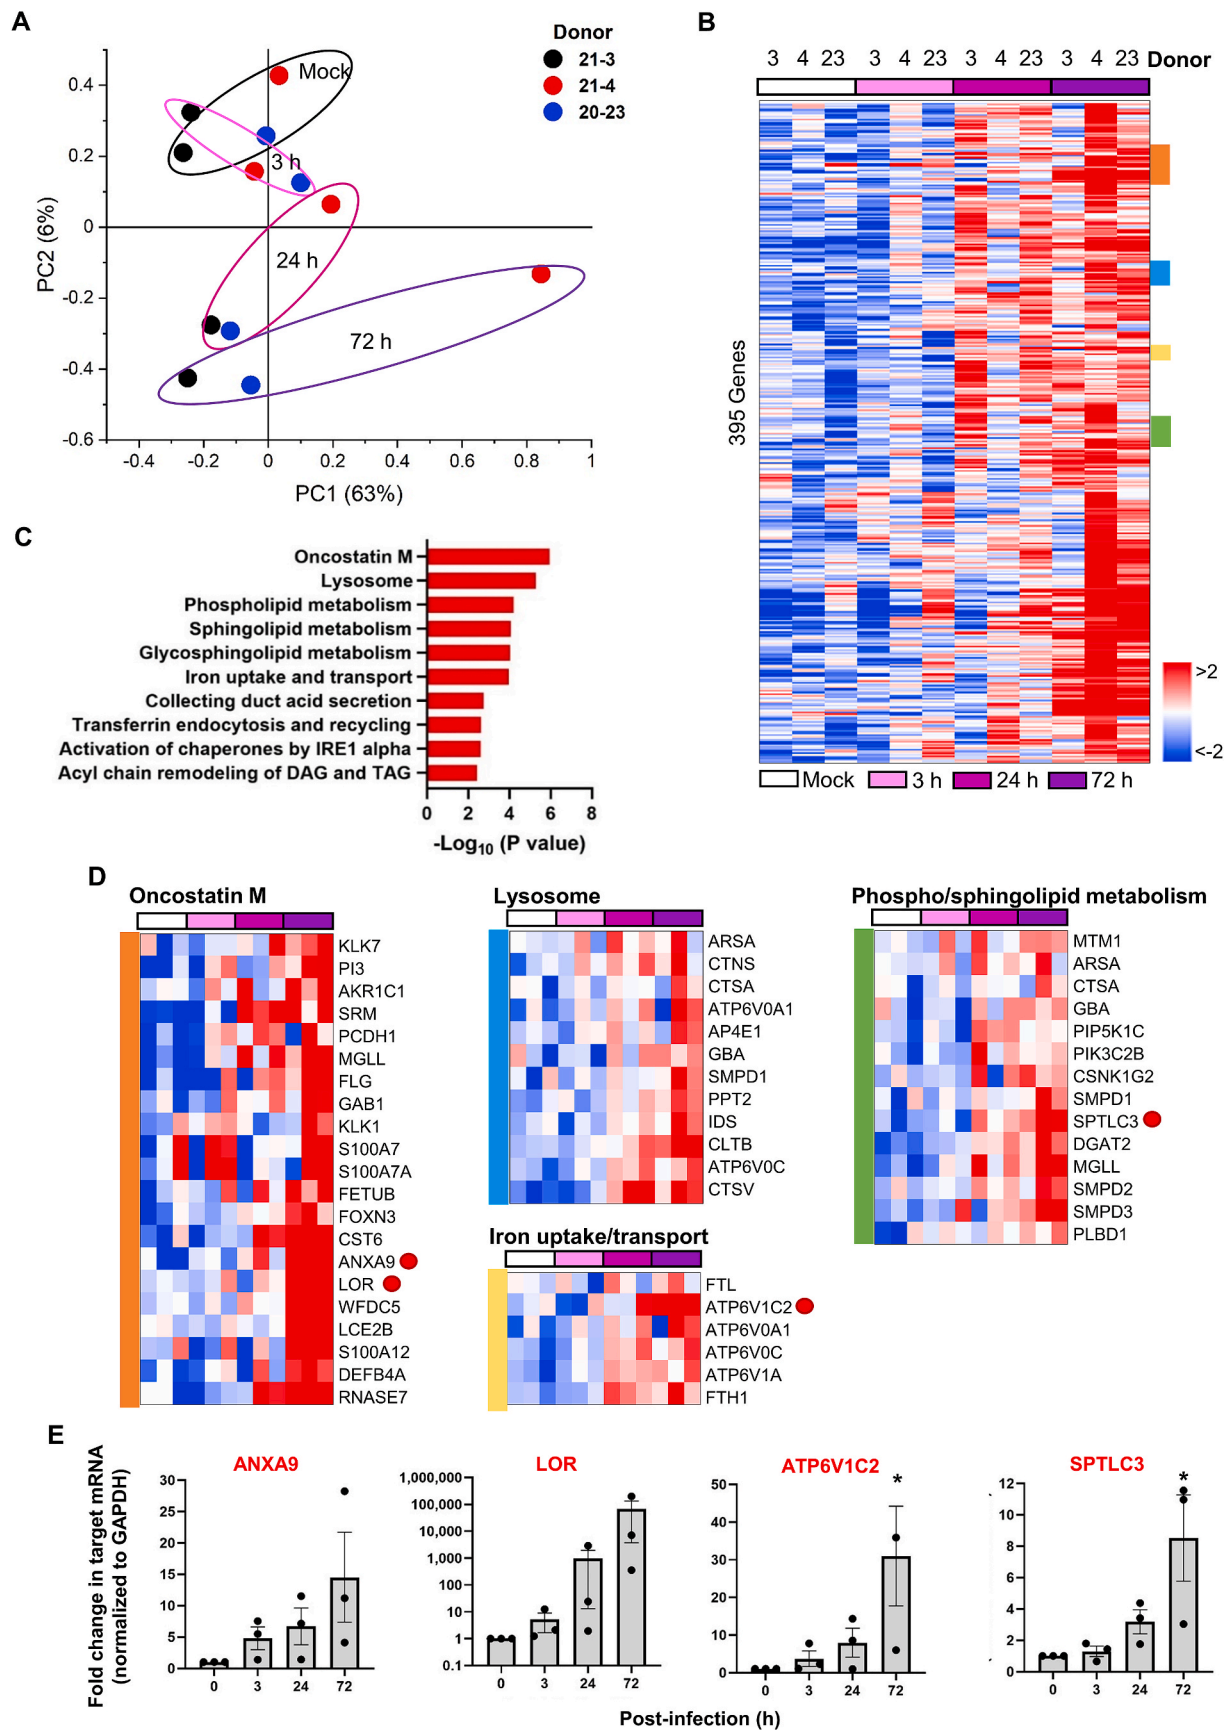 A
Donor
21-3
21-4
20-23
Mock
3 h
24 h
72 h
0.4
0.2
0
-0.2
-0.4
-0.6
PC2 (6%)
-0.4 -0.2 0 0.2 0.4 0.6 0.8 1
PC1 (63%)
B
3 4 23 3 4 23 3 4 23 3 4 23 Donor
395 Genes
>2
<-2
Mock 3 h 24 h 72 h
C
Oncostatin M
Lysosome
Phospholipid metabolism
Sphingolipid metabolism
Glycosphingolipid metabolism
Iron uptake and transport
Collecting duct acid secretion
Transferrin endocytosis and recycling
Activation of chaperones by IRE1 alpha
Acyl chain remodeling of DAG and TAG
0 2 4 6 8
-Log10 (P value)
D
Oncostatin M
KLK7
PI3
AKR1C1
SRM
PCDH1
MGLL
FLG
GAB1
KLK1
S100A7
S100A7A
FETUB
FOXN3
CST6
ANXA9
LOR
WFDC5
LCE2B
S100A12
DEFB4A
RNASE7
Lysosome
ARSA
CTNS
CTSA
ATP6V0A1
AP4E1
GBA
SMPD1
PPT2
IDS
CLTB
ATP6V0C
CTSV
Iron uptake/transport
FTL
ATP6V1C2
ATP6V0A1
ATP6V0C
ATP6V1A
FTH1
Phospho/sphingolipid metabolism
MTM1
ARSA
CTSA
GBA
PIP5K1C
PIK3C2B
CSNK1G2
SMPD1
SPTLC3
DGAT2
MGLL
SMPD2
SMPD3
PLBD1
E
Fold change in target mRNA
(normalized to GAPDH)
ANXA9
30
25
20
15
10
5
0
0 3 24 72
LOR
1,000,000
100,000
10,000
1,000
100
10
1
0.1
0 3 24 72
ATP6V1C2
*
50
40
30
20
10
0
0 3 24 72
SPTLC3
*
12
10
8
6
4
2
0
0 3 24 72
Post-infection (h)